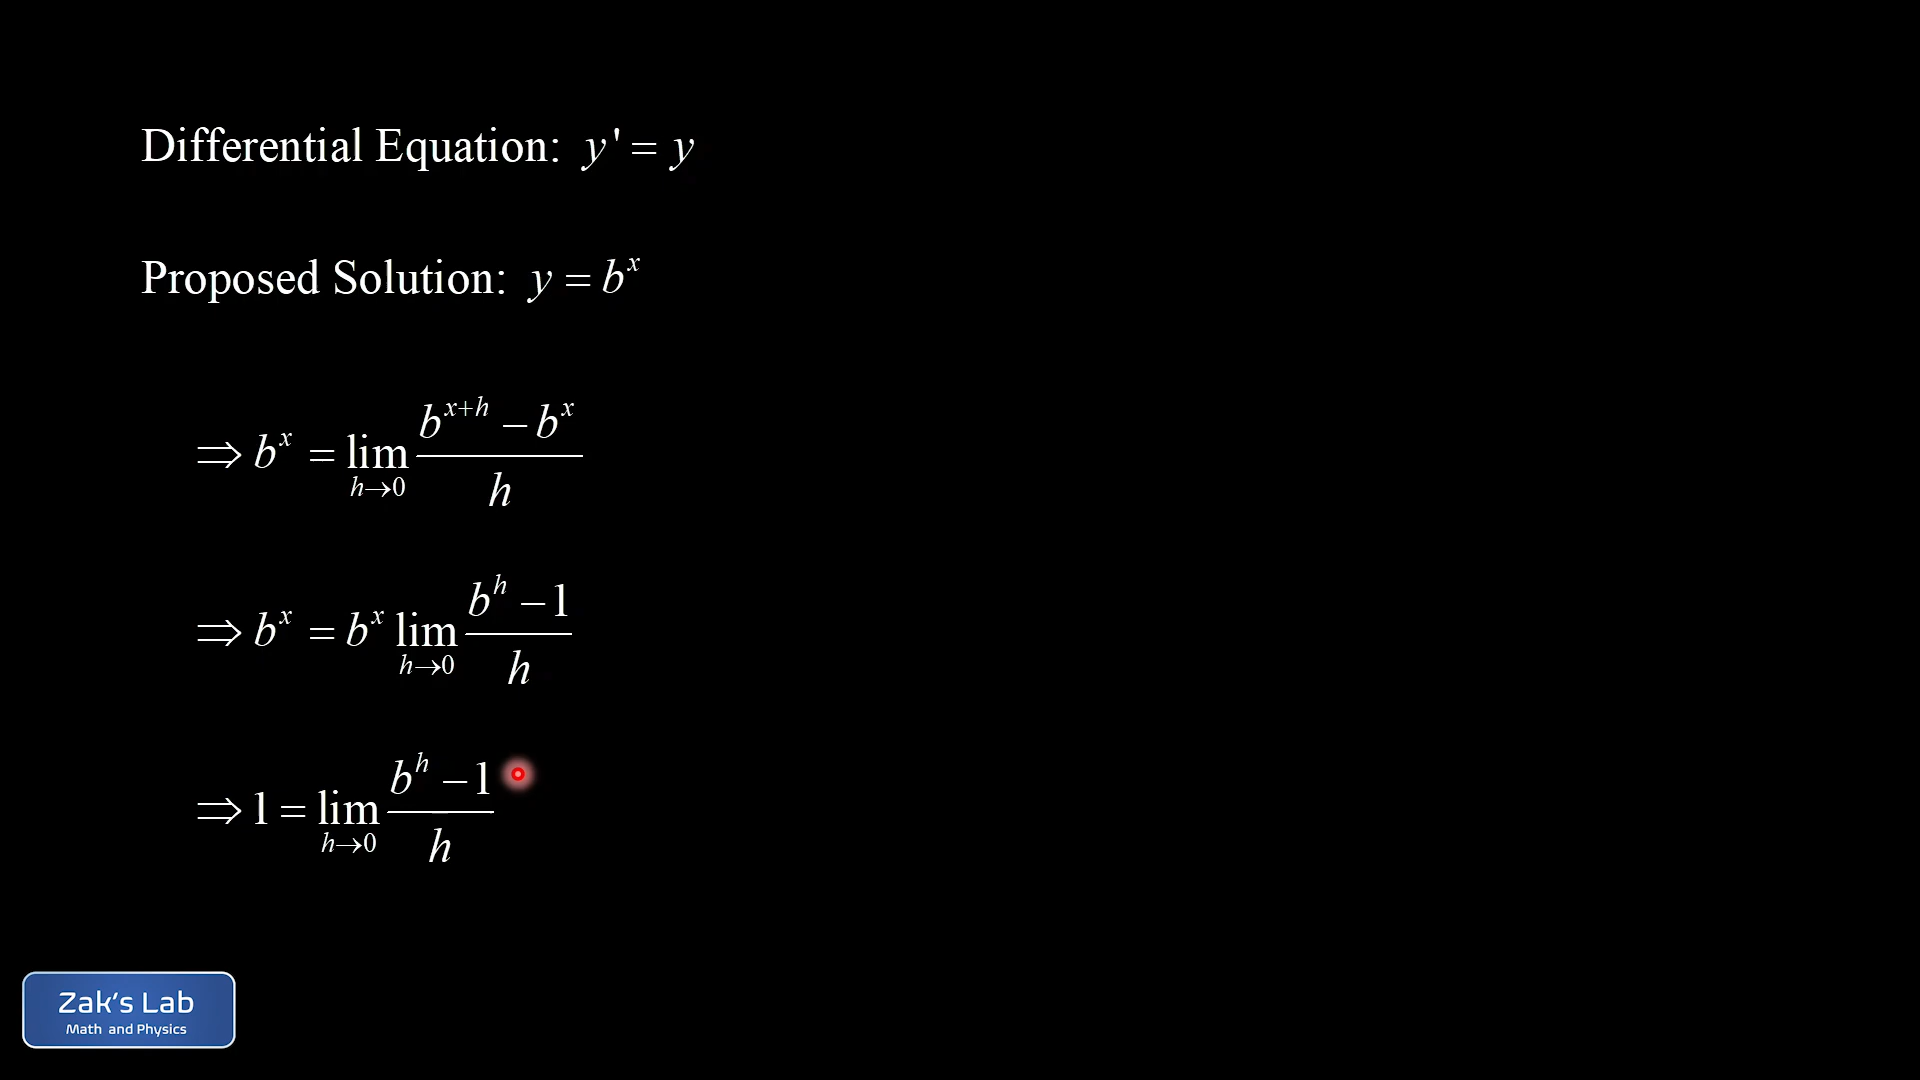 Differential Equation: y' = y
Proposed Solution: y = b^x
⇒ b^x = lim_{h→0} (b^{x+h} − b^x)/h
⇒ b^x = b^x lim_{h→0} (b^h − 1)/h
⇒ 1 = lim_{h→0} (b^h − 1)/h
Zak's Lab
Math and Physics